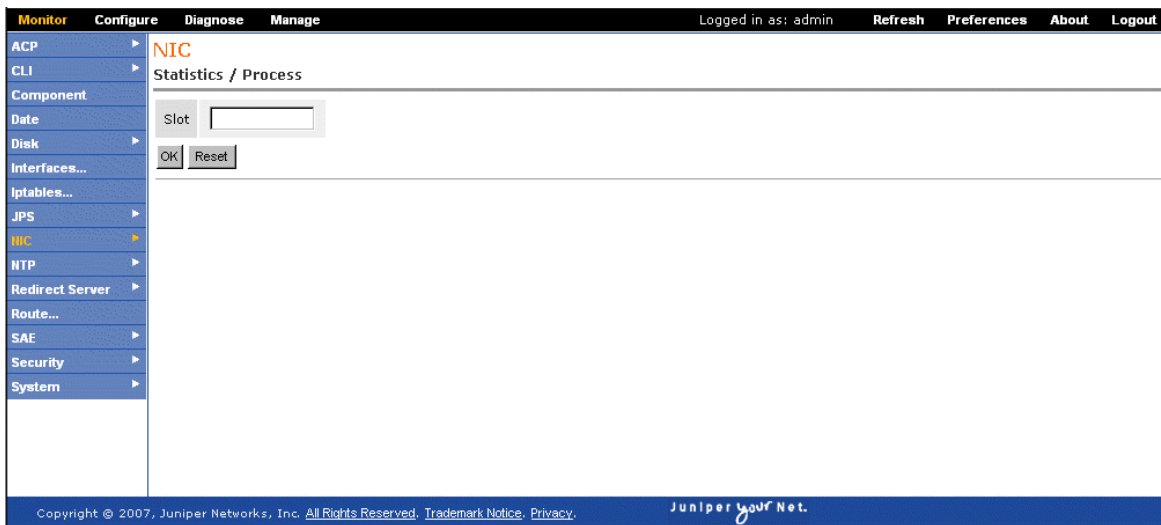 Monitor Configure Diagnose Manage Logged in as: admin Refresh Preferences About Logout
ACP
CLI
Component
Date
Disk
Interfaces...
Iptables...
JPS
NIC
NTP
Redirect Server
Route...
SAE
Security
System
NIC
Statistics / Process
Slot
OK Reset
Copyright © 2007, Juniper Networks, Inc. All Rights Reserved. Trademark Notice. Privacy.
Juniper your Net.